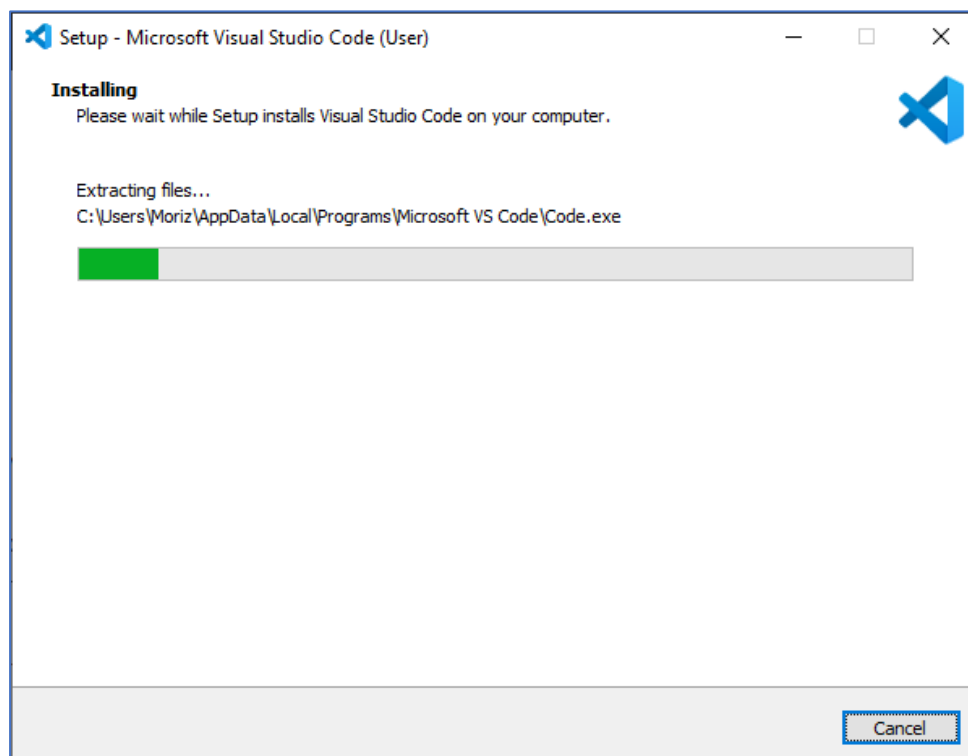 Setup - Microsoft Visual Studio Code (User)
Installing
Please wait while Setup installs Visual Studio Code on your computer.
Extracting files...
C:\Users\Moriz\AppData\Local\Programs\Microsoft VS Code\Code.exe
Cancel